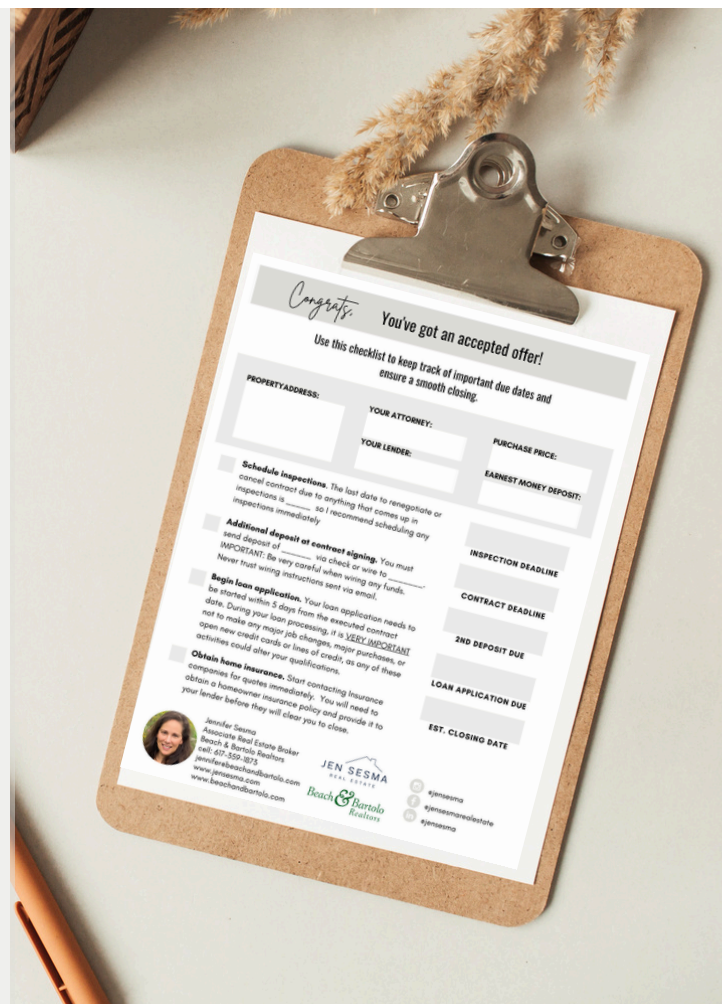 Congrats.
You've got an accepted offer!
Use this checklist to keep track of important due dates and
ensure a smooth closing.
PROPERTYADDRESS:
YOUR ATTORNEY:
YOUR LENDER:
PURCHASE PRICE:
EARNEST MONEY DEPOSIT:
Schedule inspections. The last date to renegotiate or
cancel contract due to anything that comes up in
inspections is _____ so I recommend scheduling any
inspections immediately
Additional deposit at contract signing. You must
send deposit of ______ via check or wire to _______.
IMPORTANT: Be very careful when wiring any funds.
Never trust wiring instructions sent via email.
Begin loan application. Your loan application needs to
be started within 5 days from the executed contract
date. During your loan processing, it is VERY IMPORTANT
not to make any major job changes, major purchases, or
open new credit cards or lines of credit, as any of these
activities could alter your qualifications.
Obtain home insurance. Start contacting Insurance
companies for quotes immediately. You will need to
obtain a homeowner insurance policy and provide it to
your lender before they will clear you to close.
INSPECTION DEADLINE
CONTRACT DEADLINE
2ND DEPOSIT DUE
LOAN APPLICATION DUE
EST. CLOSING DATE
Jennifer Sesma
Associate Real Estate Broker
Beach & Bartolo Realtors
cell: 617-359-1873
jennifer@beachandbartolo.com
www.jensesma.com
www.beachandbartolo.com
JEN SESMA
REAL ESTATE
Beach & Bartolo
Realtors
@jensesma
@jensesmarealestate
@jensesma